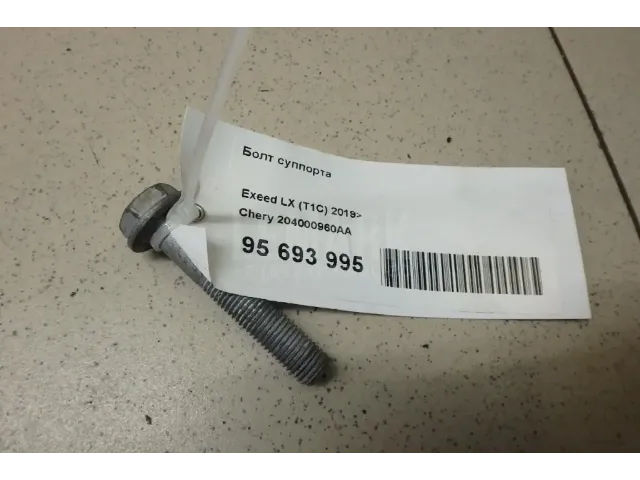 Болт суппорта
Exeed LX (T1C) 2019>
Chery 204000960AA
95 693 995